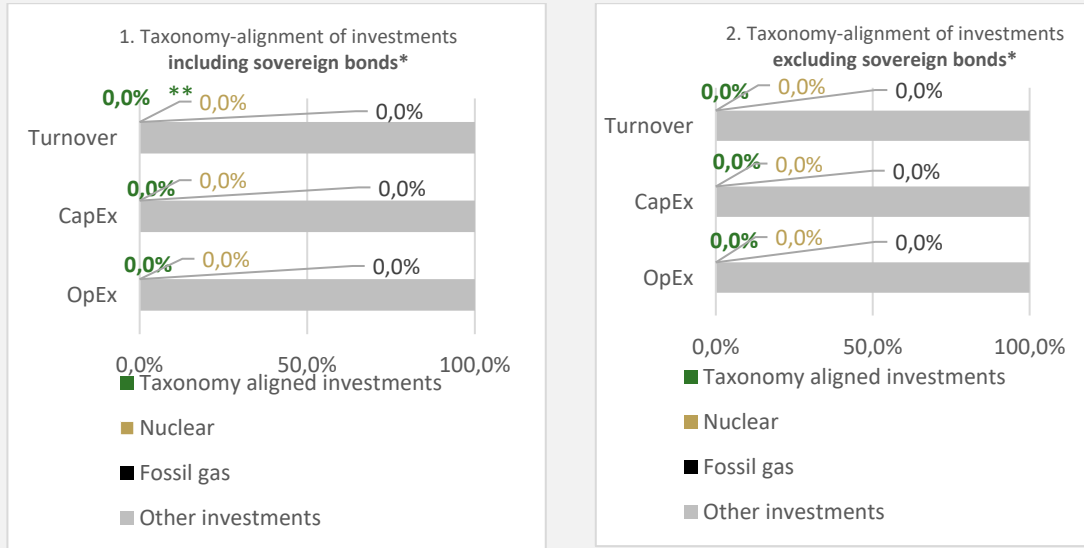 1. Taxonomy-alignment of investments
including sovereign bonds*
0,0% ** 0,0% 0,0%
Turnover
0,0% 0,0% 0,0%
CapEx
0,0% 0,0% 0,0%
OpEx
0,0% 50,0% 100,0%
Taxonomy aligned investments
Nuclear
Fossil gas
Other investments
2. Taxonomy-alignment of investments
excluding sovereign bonds*
0,0% 0,0% 0,0%
Turnover
0,0% 0,0% 0,0%
CapEx
0,0% 0,0% 0,0%
OpEx
0,0% 50,0% 100,0%
Taxonomy aligned investments
Nuclear
Fossil gas
Other investments